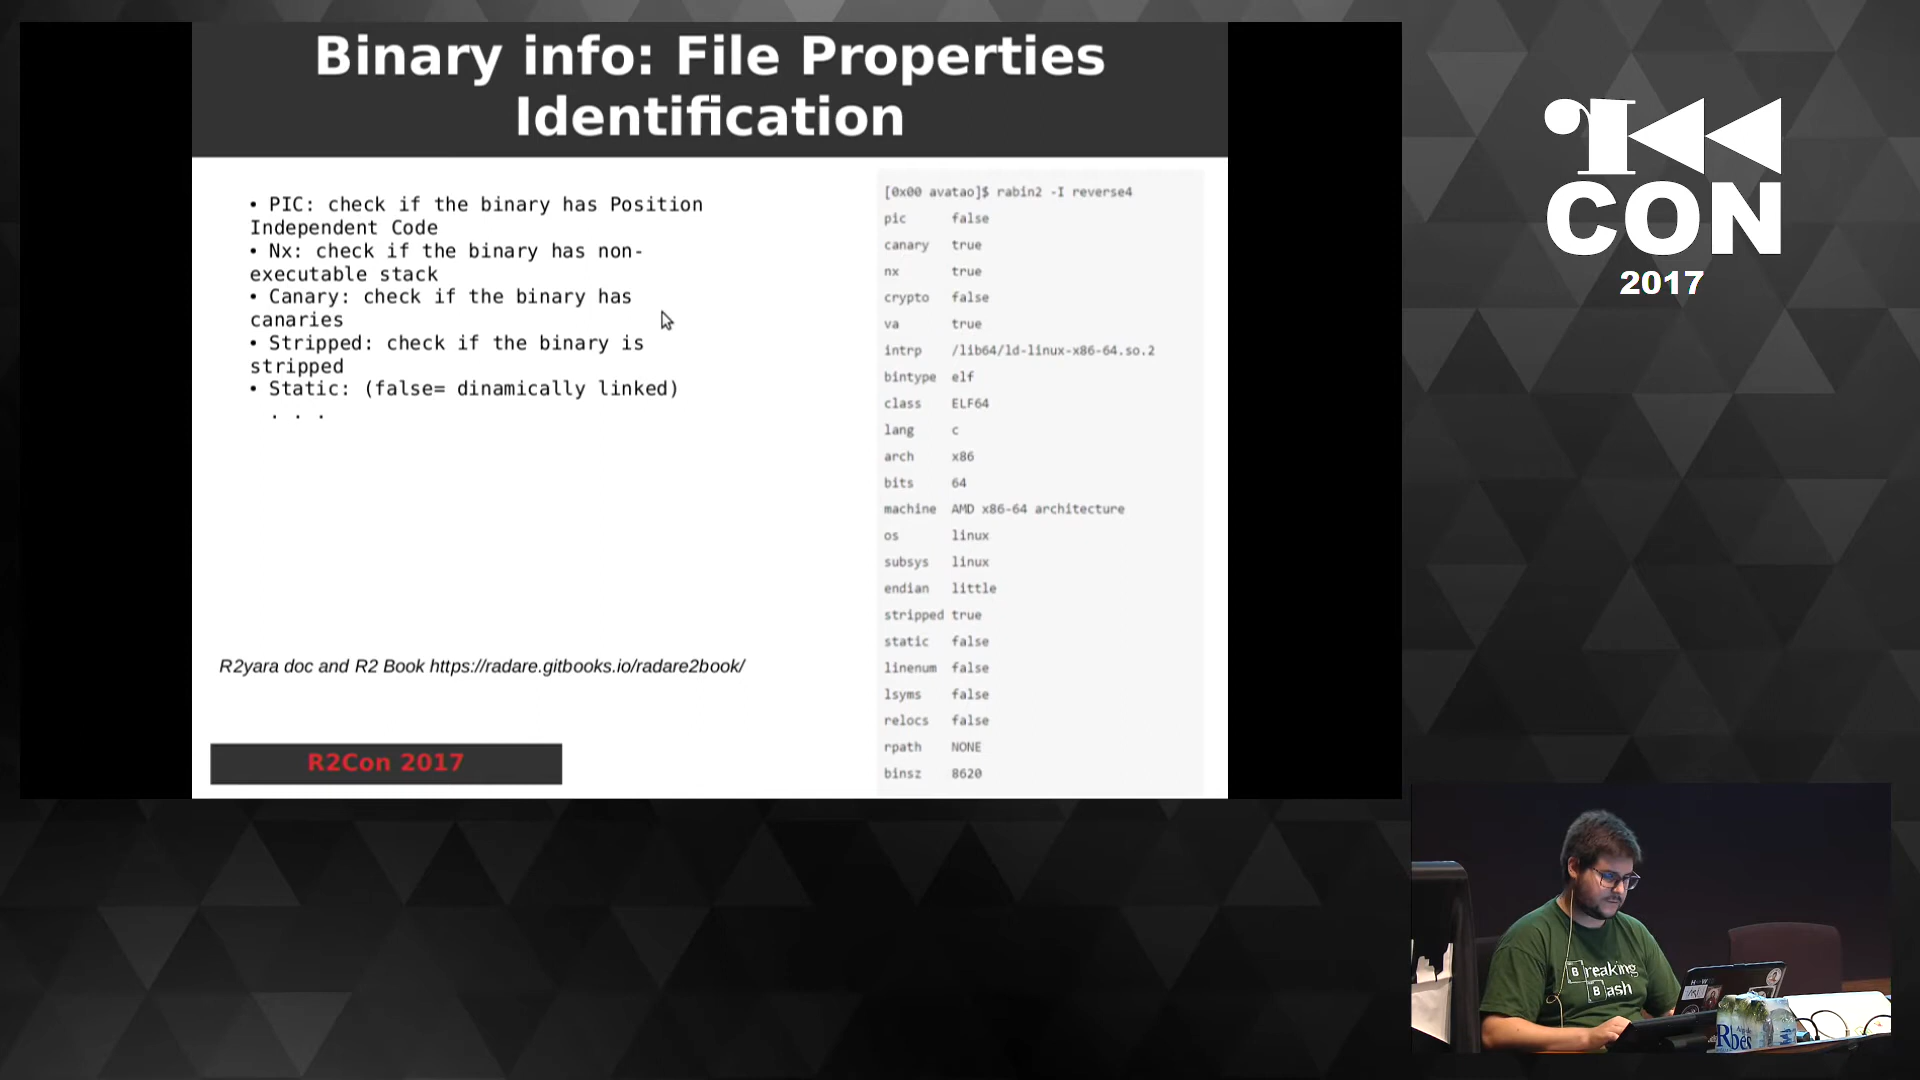 Binary info: File Properties
Identification
• PIC: check if the binary has Position
Independent Code
• Nx: check if the binary has non-
executable stack
• Canary: check if the binary has
canaries
• Stripped: check if the binary is
stripped
• Static: (false= dinamically linked)
. . .
R2yara doc and R2 Book https://radare.gitbooks.io/radare2book/
R2Con 2017
[0x00 avatao]$ rabin2 -I reverse4
pic false
canary true
nx true
crypto false
va true
intrp /lib64/ld-linux-x86-64.so.2
bintype elf
class ELF64
lang c
arch x86
bits 64
machine AMD x86-64 architecture
os linux
subsys linux
endian little
stripped true
static false
linenum false
lsyms false
relocs false
rpath NONE
binsz 8620
CON
2017
Breaking
Bash